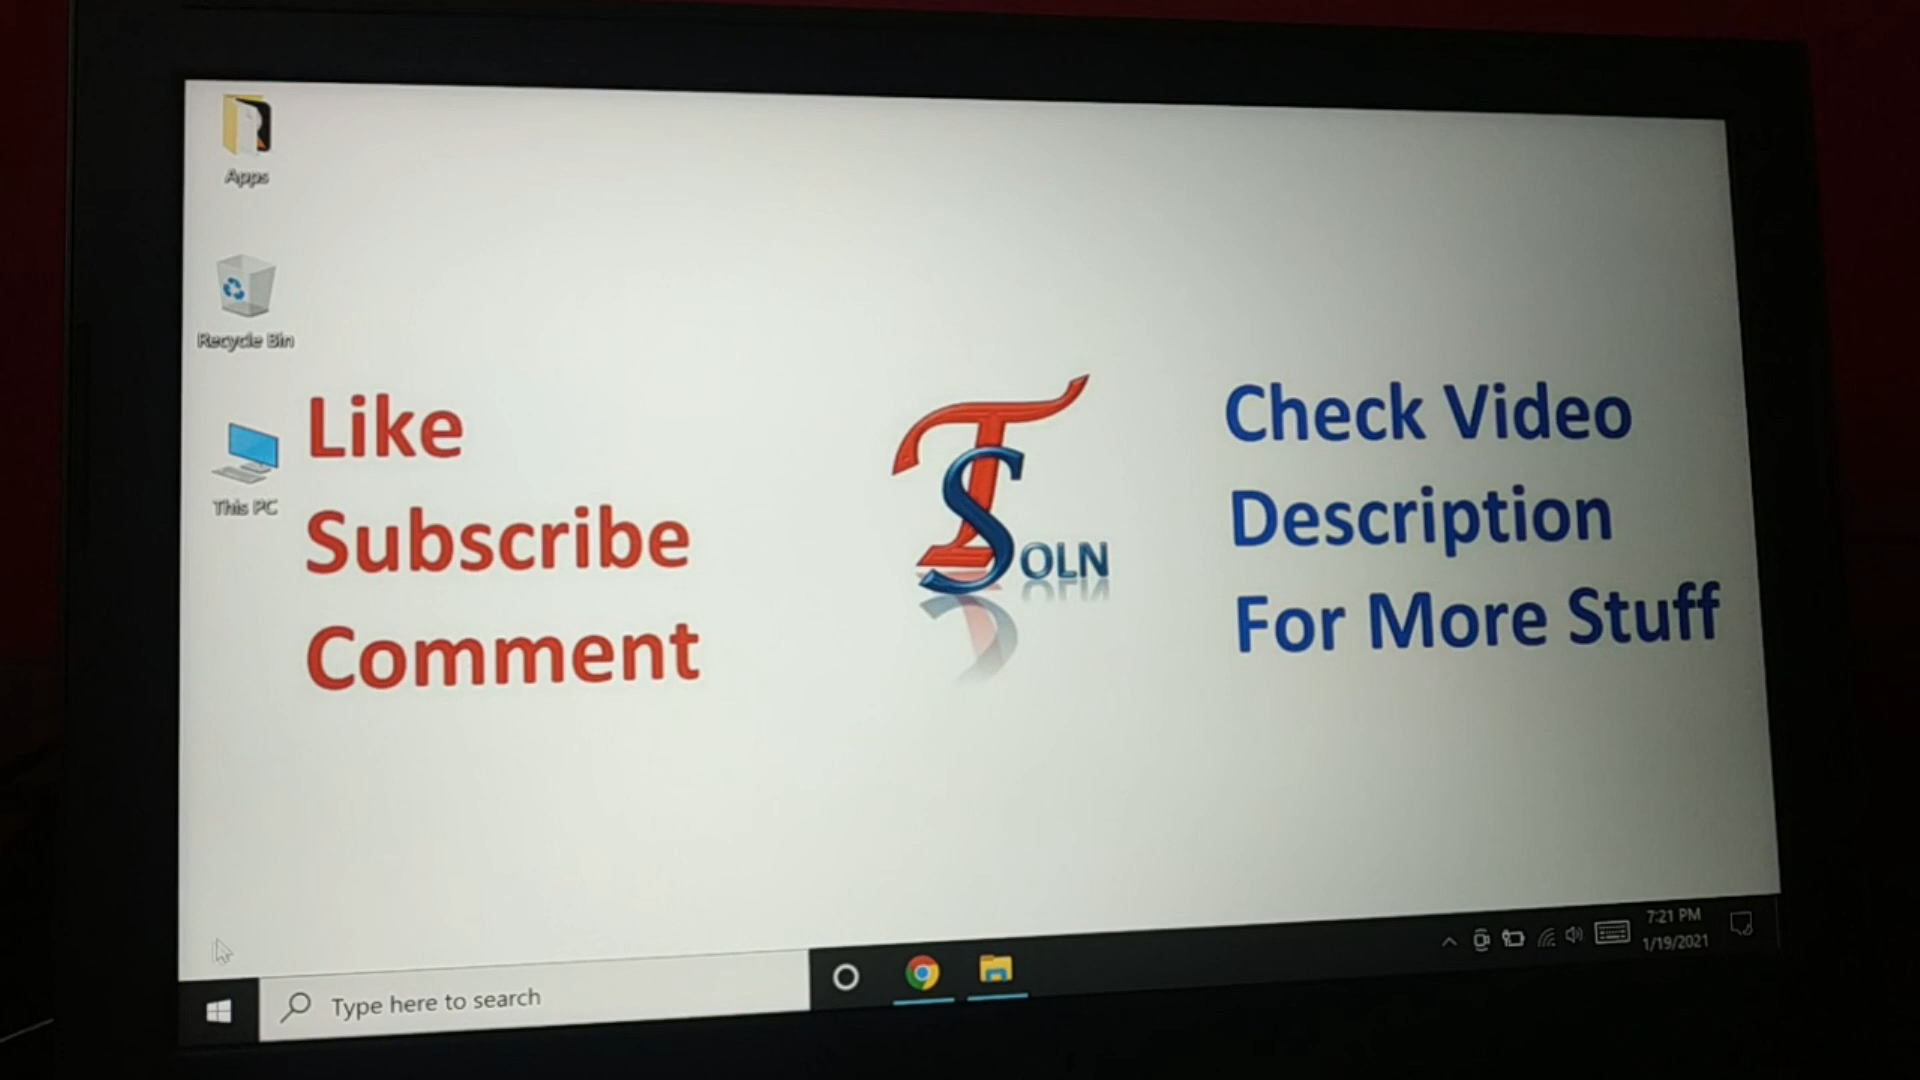 Apps
Recycle Bin
This PC
Like
Subscribe
Comment
TS OLN
Check Video
Description
For More Stuff
Type here to search
7:21 PM
1/19/2021